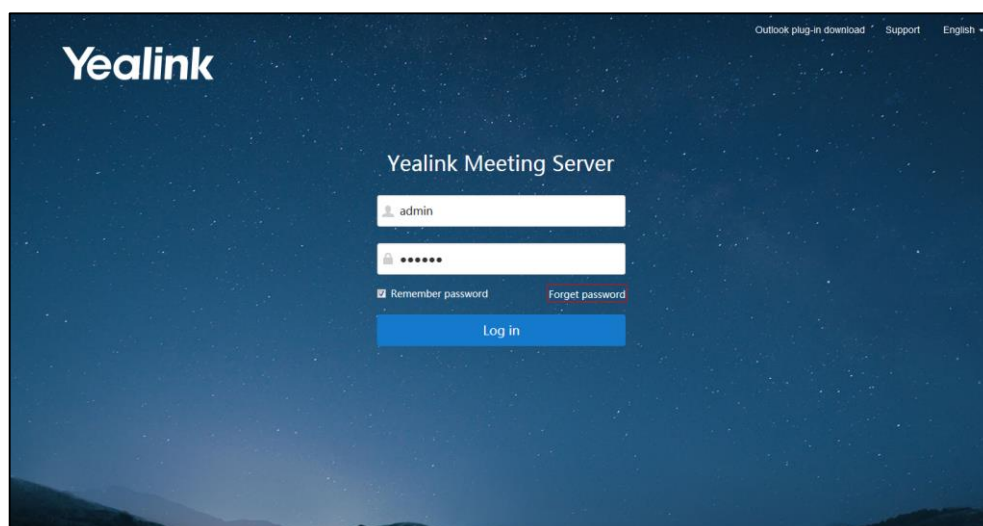 Outlook plug-in download Support English
Yealink
Yealink Meeting Server
admin
••••••
Remember password Forget password
Log in